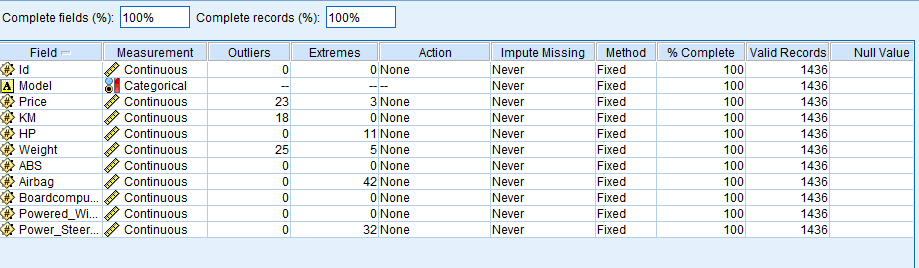 Complete fields (%): 100% Complete records (%): 100%
Field Measurement Outliers Extremes Action Impute Missing Method % Complete Valid Records Null Value
Id Continuous 0 0 None Never Fixed 100 1436
A Model Categorical -- -- -- Never Fixed 100 1436
Price Continuous 23 3 None Never Fixed 100 1436
KM Continuous 18 0 None Never Fixed 100 1436
HP Continuous 0 11 None Never Fixed 100 1436
Weight Continuous 25 5 None Never Fixed 100 1436
ABS Continuous 0 0 None Never Fixed 100 1436
Airbag Continuous 0 42 None Never Fixed 100 1436
Boardcompu... Continuous 0 0 None Never Fixed 100 1436
Powered_Wi... Continuous 0 0 None Never Fixed 100 1436
Power_Steer... Continuous 0 32 None Never Fixed 100 1436